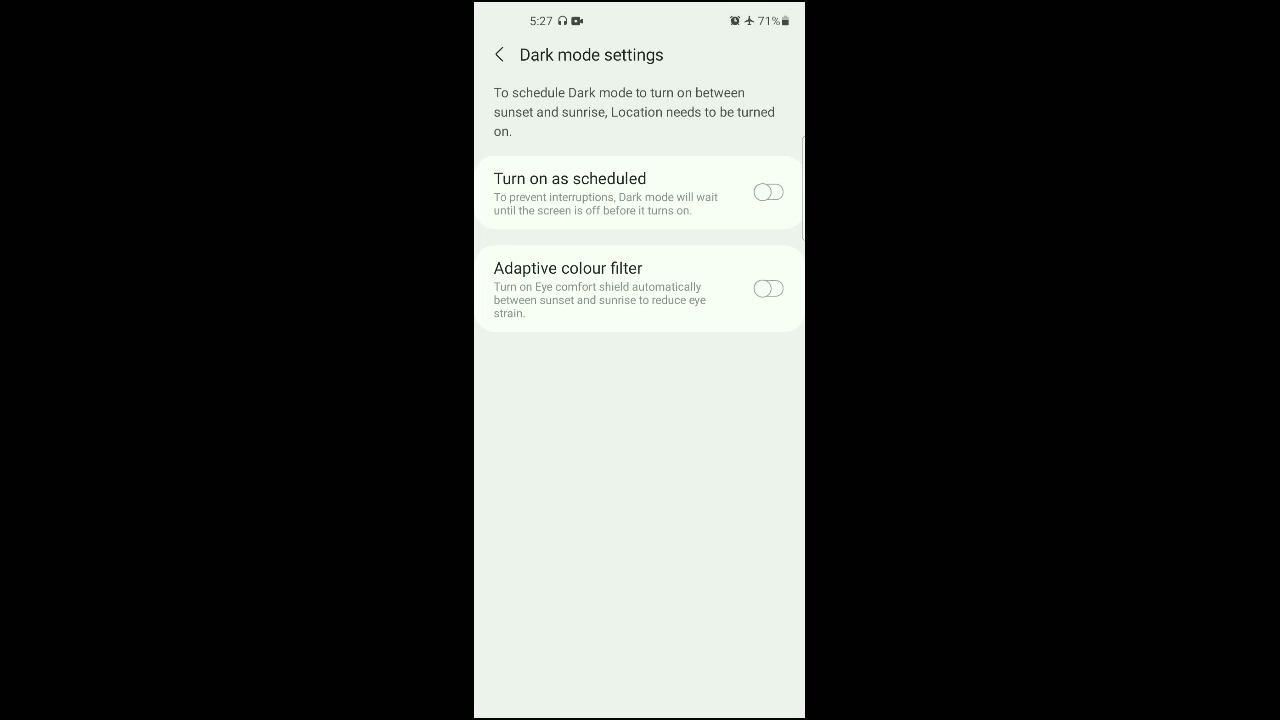 5:27 71%
Dark mode settings
To schedule Dark mode to turn on between
sunset and sunrise, Location needs to be turned
on.
Turn on as scheduled
To prevent interruptions, Dark mode will wait
until the screen is off before it turns on.
Adaptive colour filter
Turn on Eye comfort shield automatically
between sunset and sunrise to reduce eye
strain.